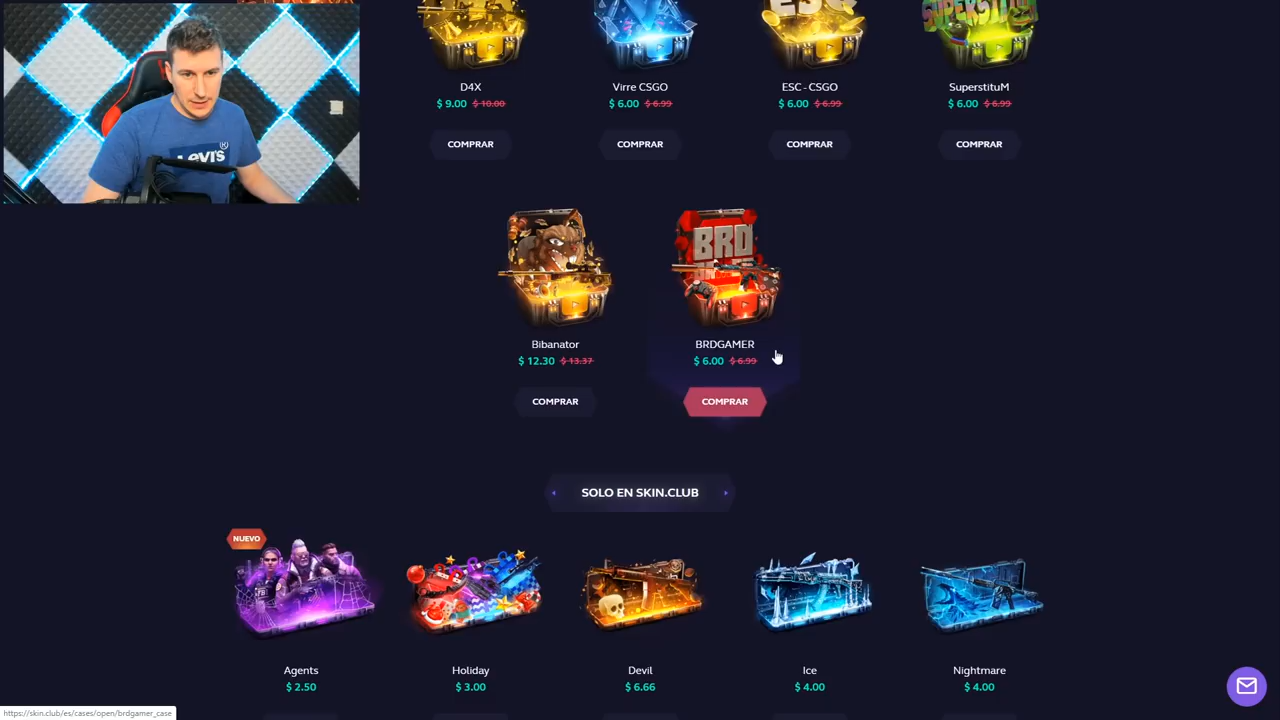 ESC
SUPERSTITUM
D4X
$ 9.00 $ 10.00
COMPRAR
Virre CSGO
$ 6.00 $ 6.99
COMPRAR
ESC - CSGO
$ 6.00 $ 6.99
COMPRAR
SuperstituM
$ 6.00 $ 6.99
COMPRAR
Levi's®
BRD
Bibanator
$ 12.30 $ 13.37
COMPRAR
BRDGAMER
$ 6.00 $ 6.99
COMPRAR
SOLO EN SKIN.CLUB
NUEVO
Agents
$ 2.50
Holiday
$ 3.00
Devil
$ 6.66
Ice
$ 4.00
Nightmare
$ 4.00
https://skin.club/es/cases/open/brdgamer_case